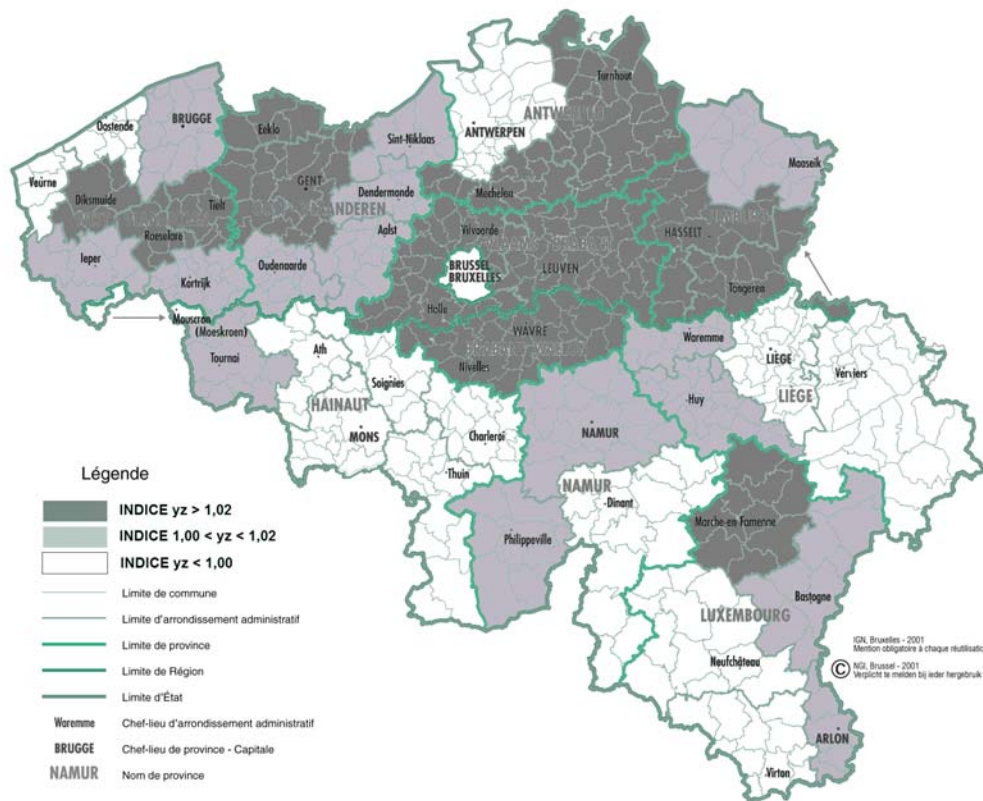 Turnhout
Oostende
BRUGGE
Eeklo
Sint-Niklaas
ANTWERPEN
ANTWERPEN
Maaseik
Veurne
Diksmuide
Tielt
GENT
Dendermonde
Mechelen
Roeselare
ANDEREN
Aalst
Vilvoorde
HASSELT
Ieper
Kortrijk
Oudenaarde
BRUSSEL
BRUXELLES
LEUVEN
Tongeren
Halle
Mouscron
(Moeskroen)
Tournai
Ath
WAVRE
Nivelles
Waremme
LIÈGE
Verviers
Soignies
HAINAUT
MONS
Charleroi
Thuin
NAMUR
Huy
LIÈGE
NAMUR
Dinant
Philippeville
Marche-en-Famenne
Bastogne
LUXEMBOURG
Neufchâteau
ARLON
Virton
Légende
INDICE yz > 1,02
INDICE 1,00 < yz < 1,02
INDICE yz < 1,00
Limite de commune
Limite d'arrondissement administratif
Limite de province
Limite de Région
Limite d'État
Waremme Chef-lieu d'arrondissement administratif
BRUGGE Chef-lieu de province - Capitale
NAMUR Nom de province
IGN, Bruxelles - 2001
Mention obligatoire à chaque réutilisation
© NGI, Brussel - 2001
Verplicht te melden bij ieder hergebruik